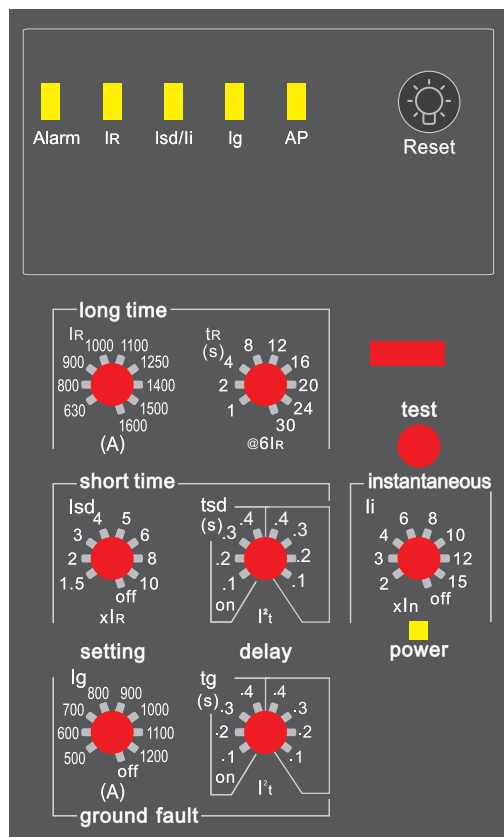 Alarm IR Isd/Ii Ig AP
Reset
long time
IR
630 800 900 1000 1100 1250 1400 1500 1600
(A)
tR
(s)
1 2 4 8 12 16 20 24 30
@6IR
test
short time
Isd
1.5 2 3 4 5 6 8 10 off
xIR
tsd
(s)
on .1 .2 .3 .4 .4 .3 .2 .1
I²t
instantaneous
Ii
2 3 4 6 8 10 12 15 off
xIn
power
setting
delay
Ig
500 600 700 800 900 1000 1100 1200 off
(A)
tg
(s)
on .1 .2 .3 .4 .4 .3 .2 .1
I²t
ground fault